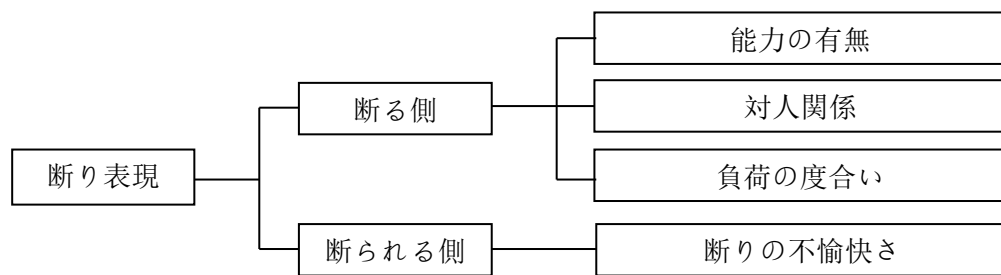 能力の有無
断る側
対人関係
断り表現
負荷の度合い
断られる側
断りの不愉快さ